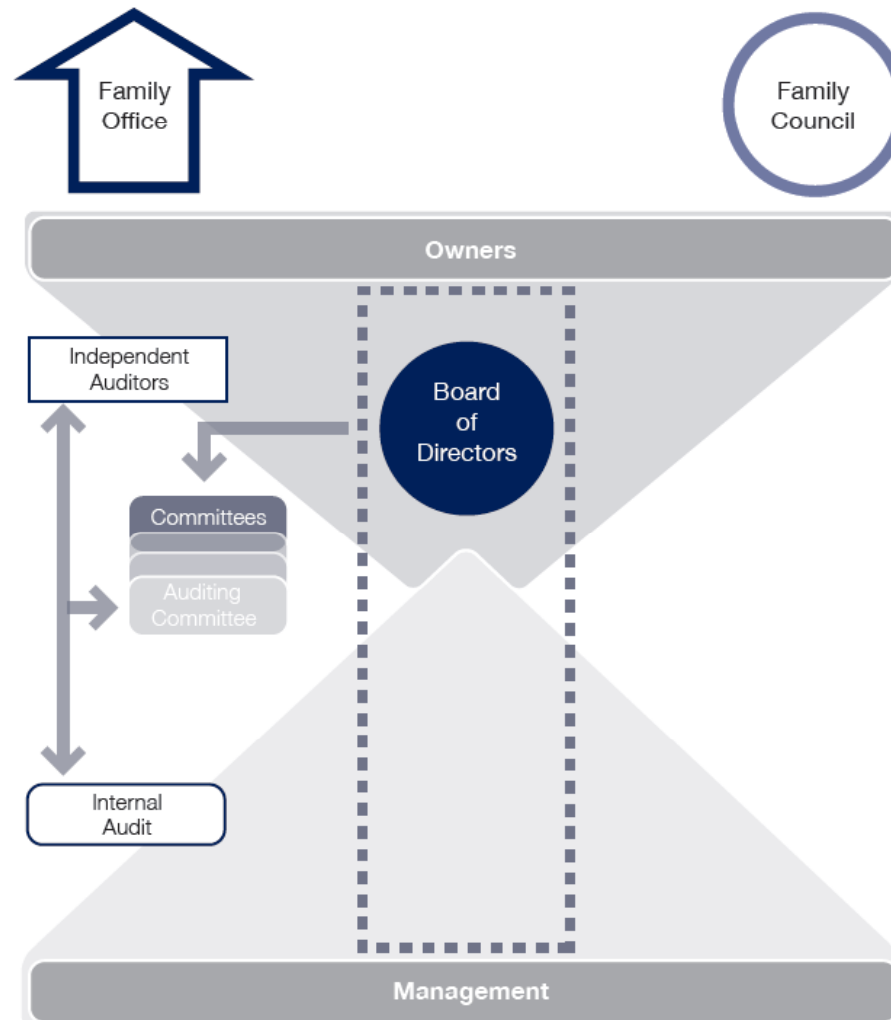 Family
Office
Family
Council
Owners
Independent
Auditors
Board
of
Directors
Committees
Auditing
Committee
Internal
Audit
Management